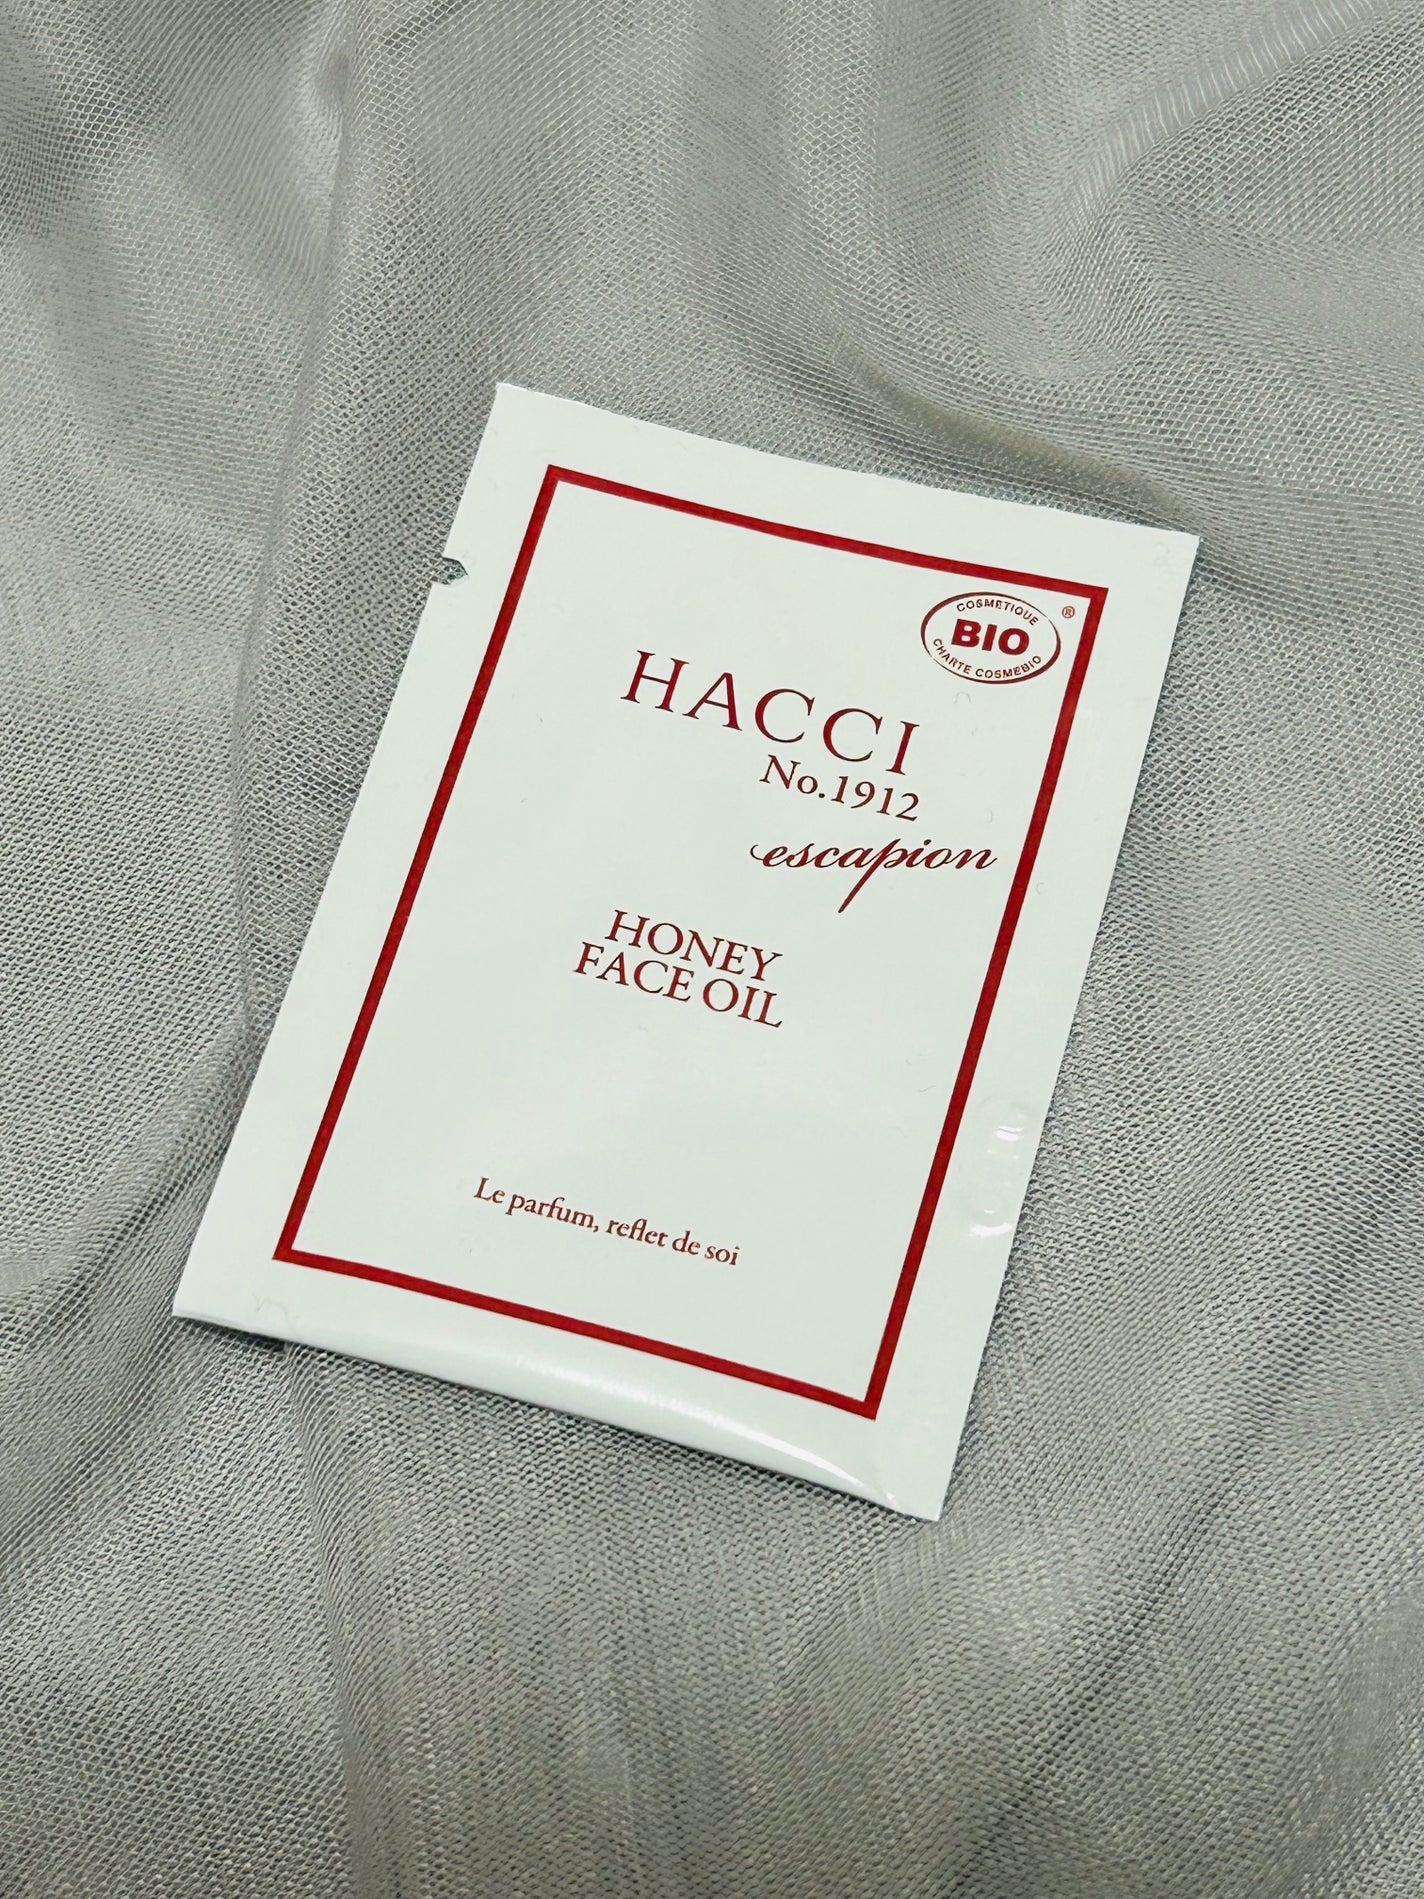 COSMETIQUE ®
BIO
CHARTE COSMEBIO
HACCI
No.1912
escapion
HONEY
FACE OIL
Le parfum, reflet de soi